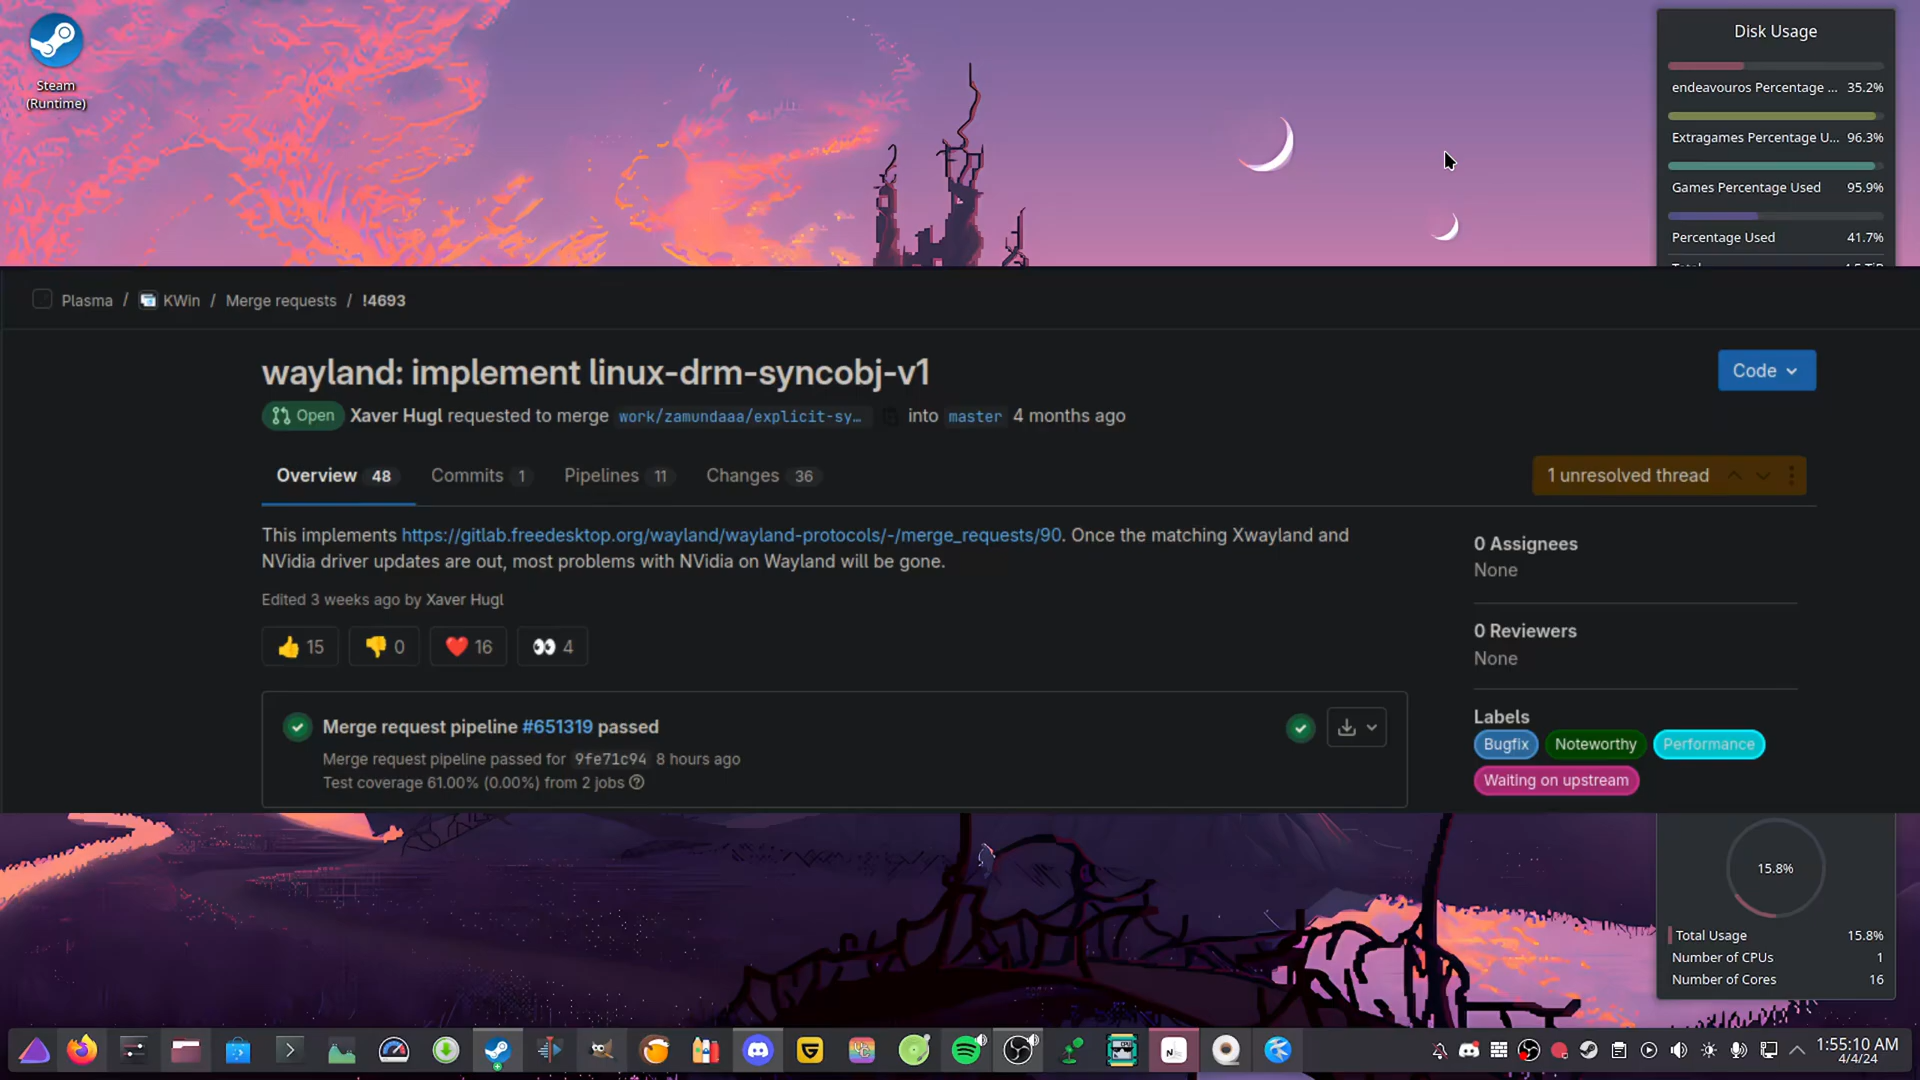 Steam
(Runtime)
Disk Usage
endeavouros Percentage ... 35.2%
Extragames Percentage U... 96.3%
Games Percentage Used 95.9%
Percentage Used 41.7%
Plasma / KWin / Merge requests / !4693
wayland: implement linux-drm-syncobj-v1
Code
Open Xaver Hugl requested to merge work/zamundaaa/explicit-sy… into master 4 months ago
Overview 48 Commits 1 Pipelines 11 Changes 36
1 unresolved thread
This implements https://gitlab.freedesktop.org/wayland/wayland-protocols/-/merge_requests/90. Once the matching Xwayland and
NVidia driver updates are out, most problems with NVidia on Wayland will be gone.
Edited 3 weeks ago by Xaver Hugl
👍 15 👎 0 ❤️ 16 👀 4
0 Assignees
None
0 Reviewers
None
Labels
Bugfix Noteworthy Performance
Waiting on upstream
Merge request pipeline #651319 passed
Merge request pipeline passed for 9fe71c94 8 hours ago
Test coverage 61.00% (0.00%) from 2 jobs
15.8%
Total Usage 15.8%
Number of CPUs 1
Number of Cores 16
1:55:10 AM
4/4/24